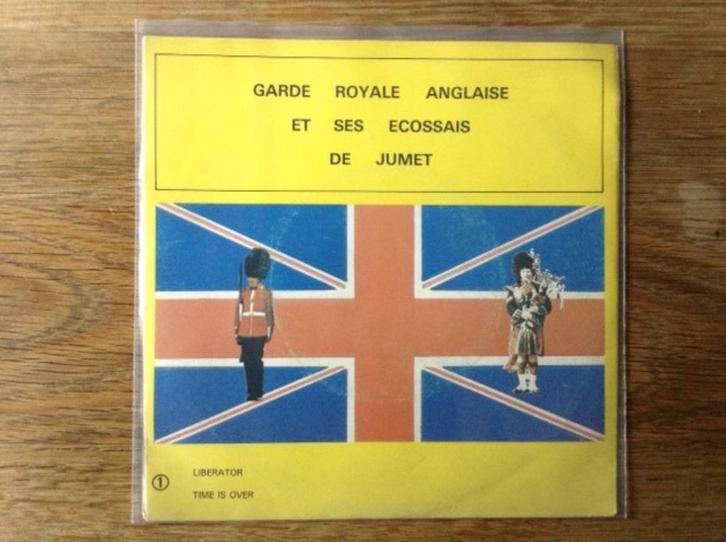 GARDE ROYALE ANGLAISE
ET SES ECOSSAIS
DE JUMET
1
LIBERATOR
TIME IS OVER